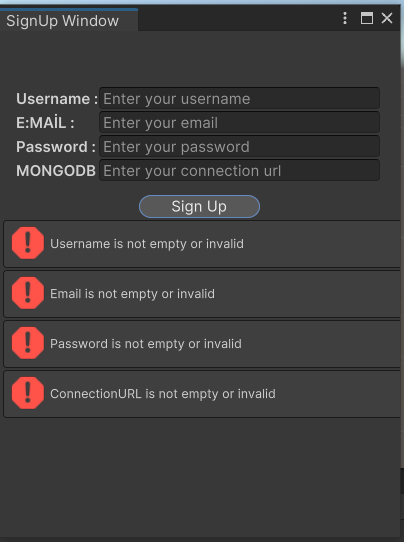 SignUp Window
Username : Enter your username
E:MAİL : Enter your email
Password : Enter your password
MONGODB Enter your connection url
Sign Up
Username is not empty or invalid
Email is not empty or invalid
Password is not empty or invalid
ConnectionURL is not empty or invalid